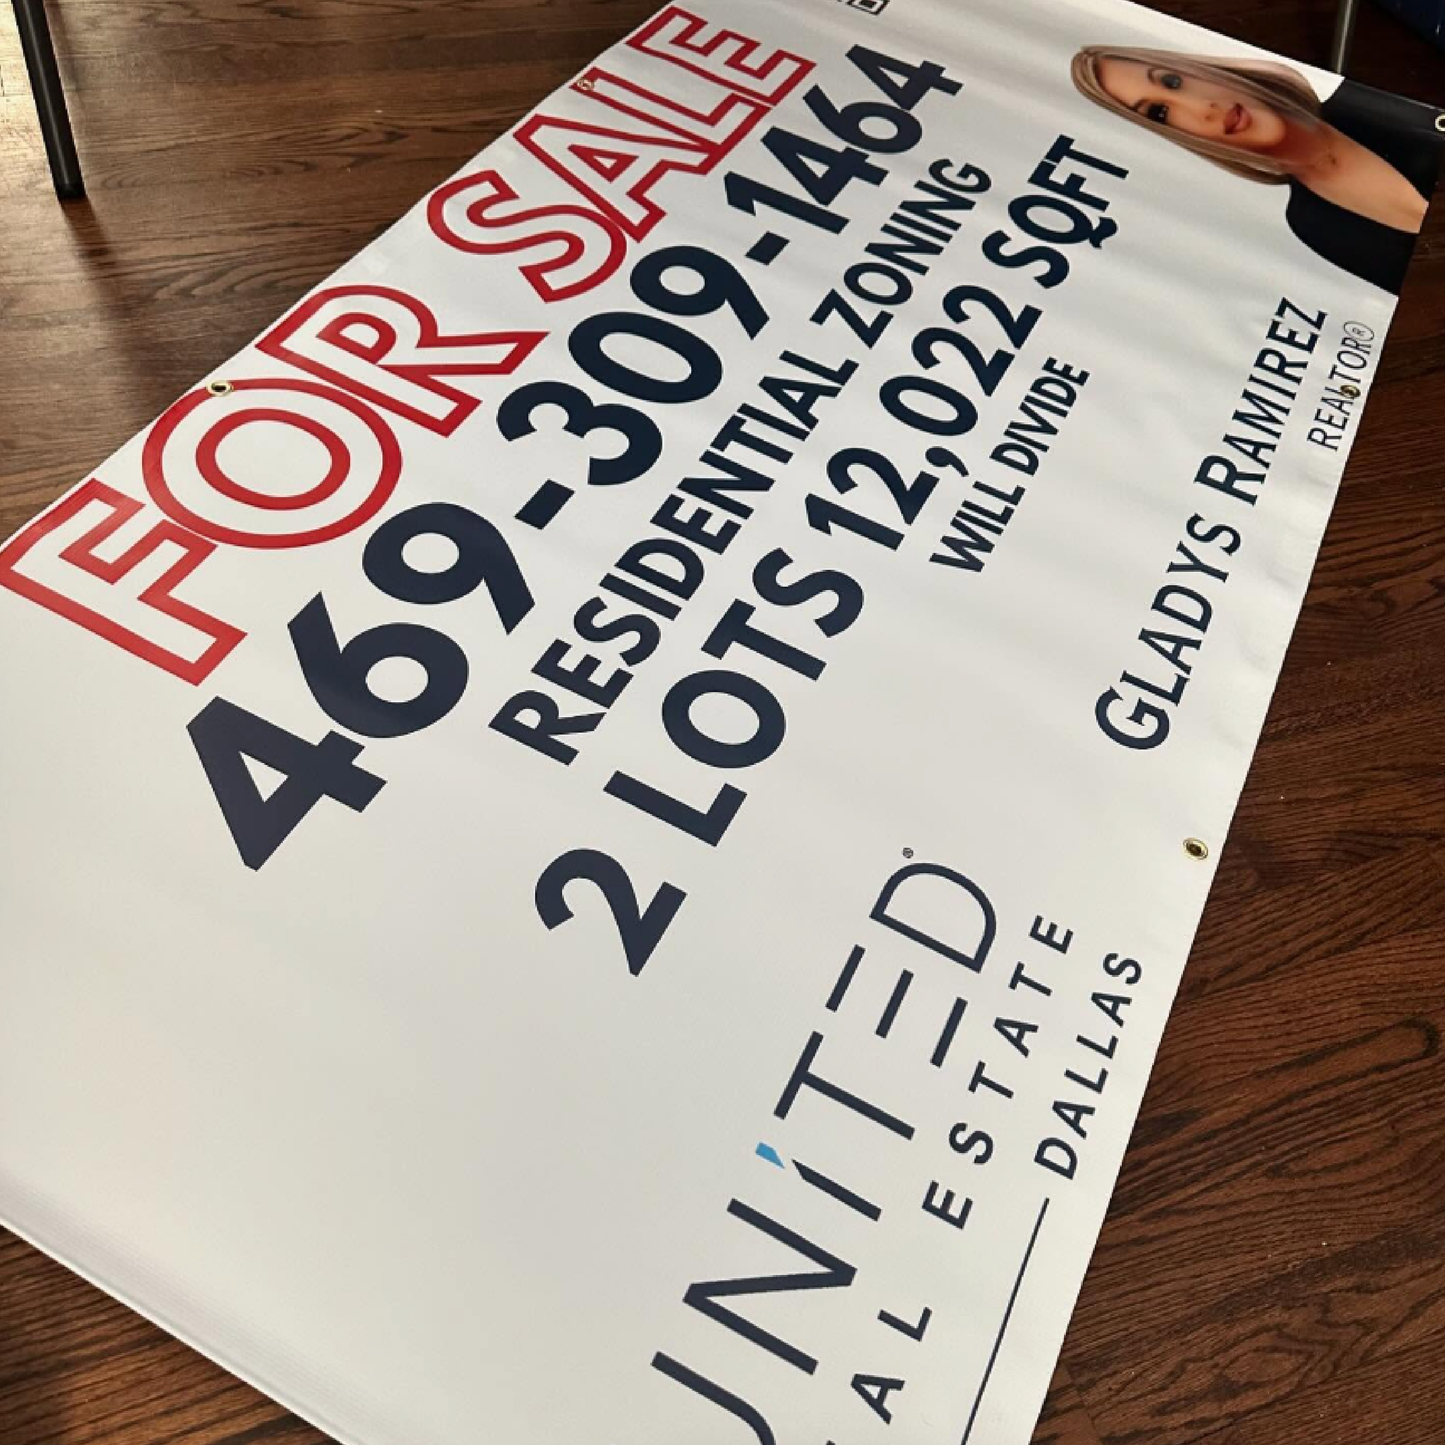 FOR SALE
469-309-1464
RESIDENTIAL ZONING
2 LOTS 12,022 SQFT
WILL DIVIDE
GLADYS RAMIREZ
REALTOR®
UNITED®
AL ESTATE
DALLAS